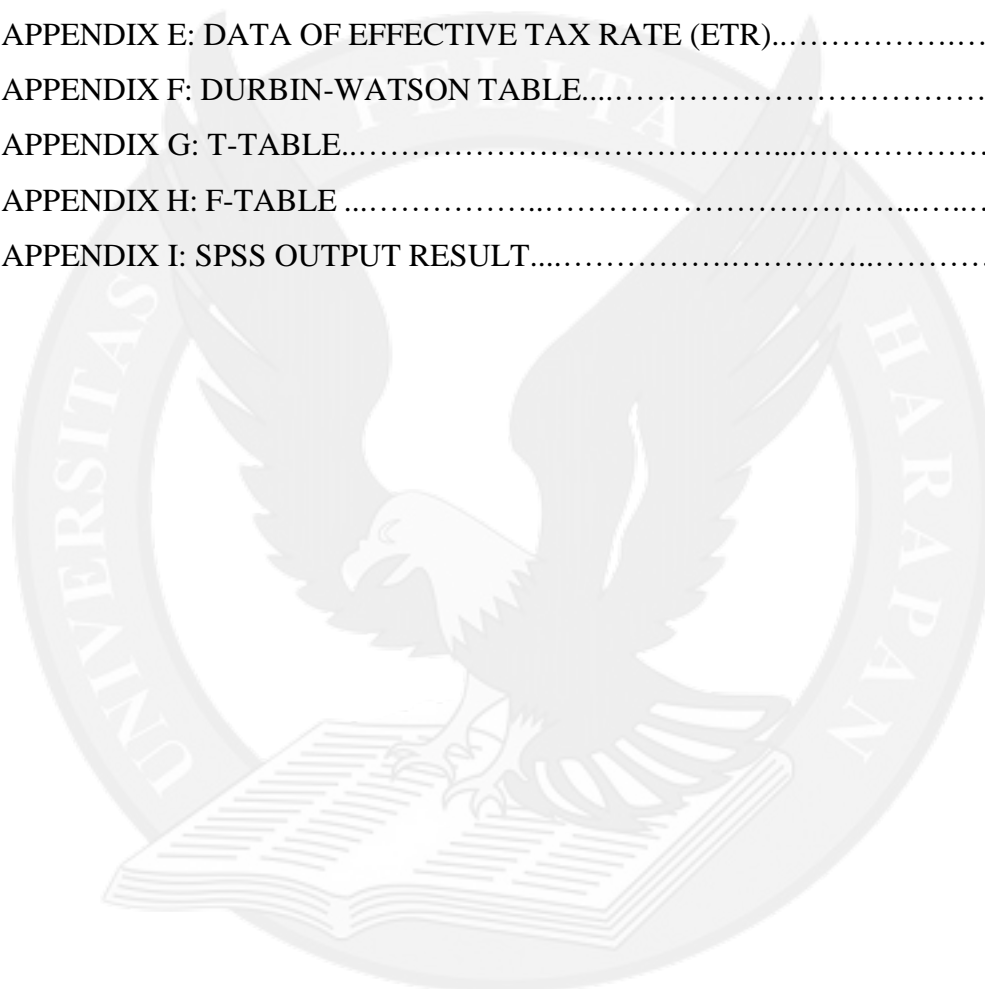 APPENDIX E: DATA OF EFFECTIVE TAX RATE (ETR)..…………….…
APPENDIX F: DURBIN-WATSON TABLE...………………………………
APPENDIX G: T-TABLE..…………………………………...………………
APPENDIX H: F-TABLE ...……………..……………………………...…..…
APPENDIX I: SPSS OUTPUT RESULT....…………….…………..…………
UNIVERSITAS PELITA HARAPAN